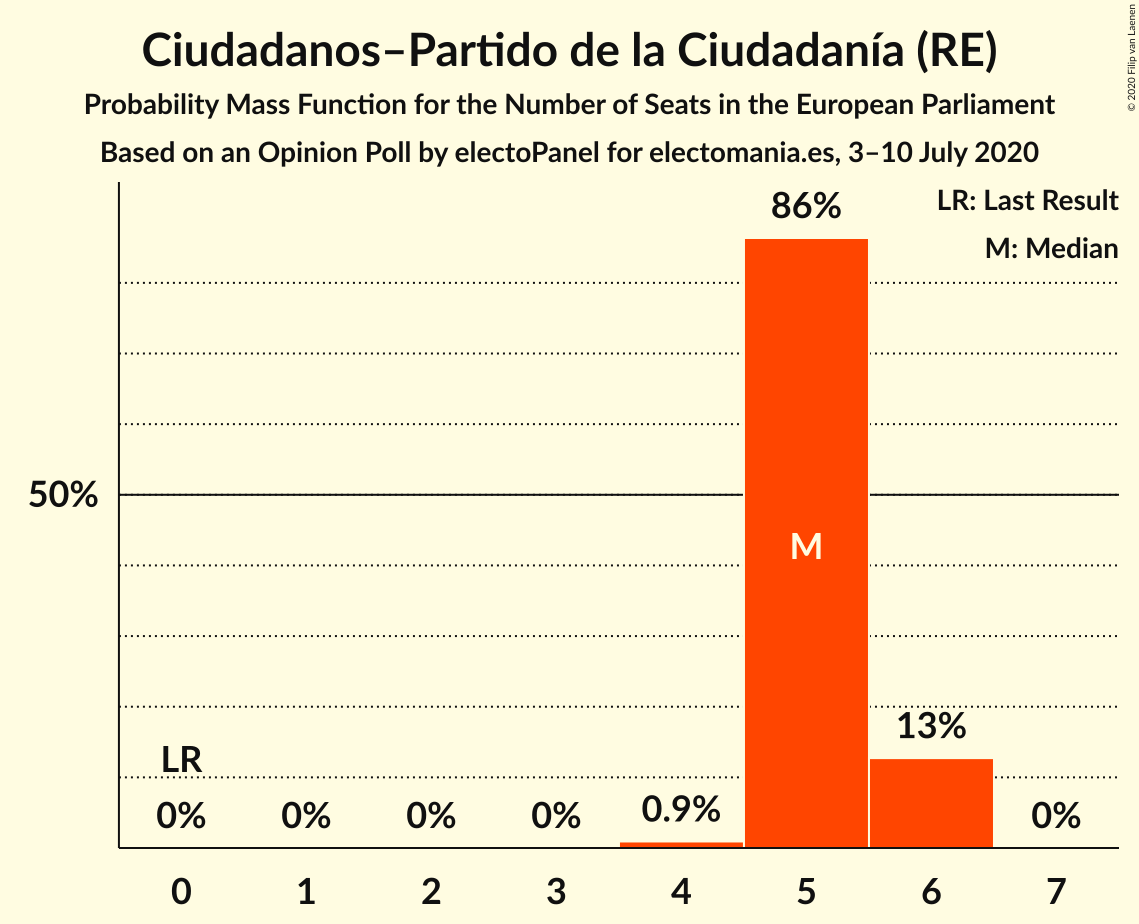 Ciudadanos–Partido de la Ciudadanía (RE)
Probability Mass Function for the Number of Seats in the European Parliament
Based on an Opinion Poll by electoPanel for electomania.es, 3–10 July 2020
© 2020 Filip van Laenen
LR: Last Result
M: Median
86%
50%
M
13%
LR
0% 0% 0% 0% 0.9% 0%
0 1 2 3 4 5 6 7